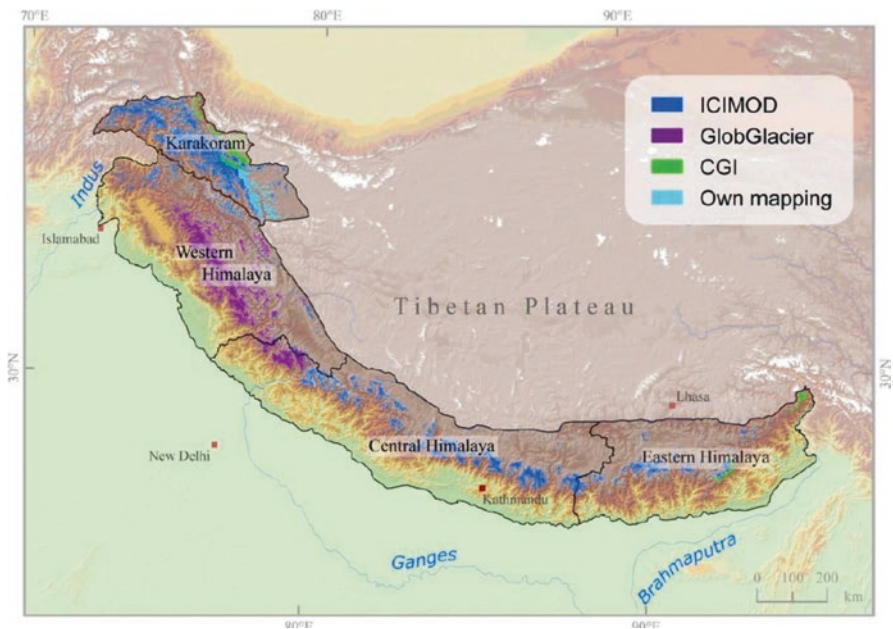 70°E
80°E
90°E
ICIMOD
GlobGlacier
CGI
Own mapping
Karakoram
Indus
Islamabad
Western
Himalaya
Tibetan Plateau
30°N
30°N
Lhasa
New Delhi
Central Himalaya
Eastern Himalaya
Kathmandu
Ganges
Brahmaputra
0 100 200
km
80°E
90°E